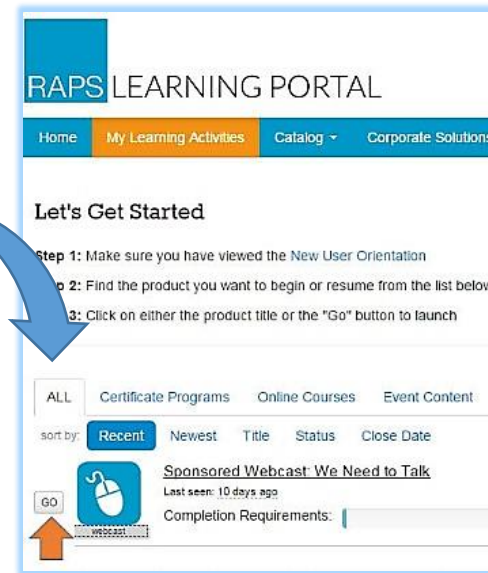 RAPS LEARNING PORTAL
Home My Learning Activities Catalog Corporate Solutions
Let's Get Started
Step 1: Make sure you have viewed the New User Orientation
p 2: Find the product you want to begin or resume from the list below
3: Click on either the product title or the "Go" button to launch
ALL Certificate Programs Online Courses Event Content
sort by: Recent Newest Title Status Close Date
Sponsored Webcast: We Need to Talk
Last seen: 10 days ago
GO
Completion Requirements:
webcast